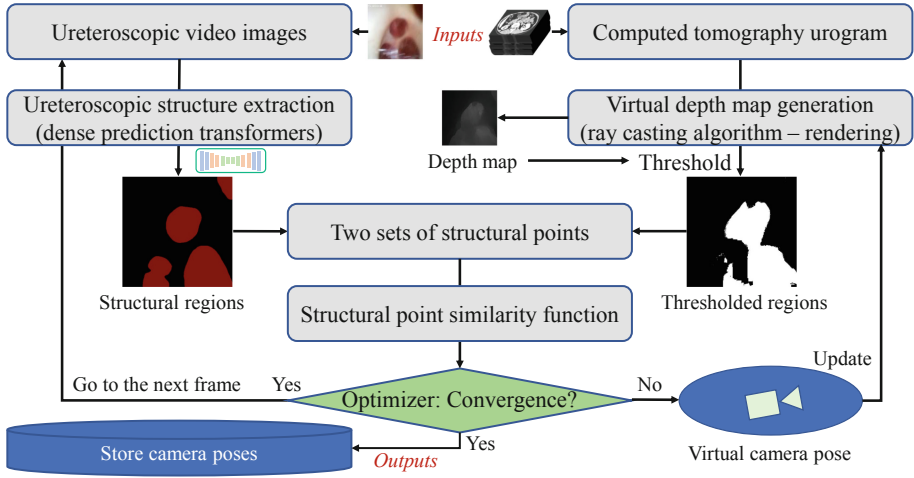 Ureteroscopic video images
Inputs
Computed tomography urogram
Ureteroscopic structure extraction
(dense prediction transformers)
Virtual depth map generation
(ray casting algorithm – rendering)
Depth map
Threshold
Two sets of structural points
Structural regions
Thresholded regions
Structural point similarity function
Update
Go to the next frame
Yes
Optimizer: Convergence?
No
Yes
Store camera poses
Outputs
Virtual camera pose